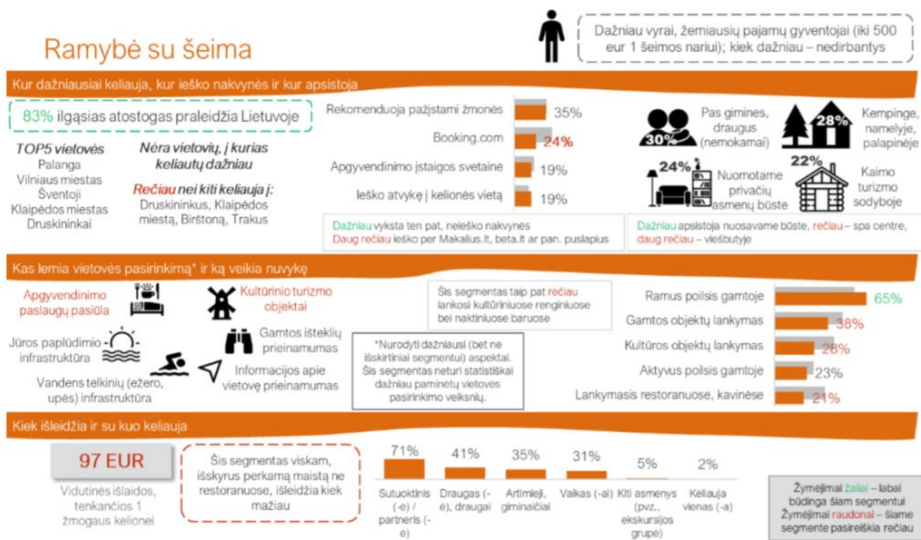 Ramybė su šeima
Dažniau vyrai, žemiausių pajamų gyventojai (iki 500
eur 1 šeimos nariui); kiek dažniau – nedirbantys
Kur dažniausiai keliauja, kur ieško nakvynės ir kur apsistoja
83% ilgąsias atostogas praleidžia Lietuvoje
TOP5 vietovės
Palanga
Vilniaus miestas
Šventoji
Klaipėdos miestas
Druskininkai
Nėra vietovių, į kurias
keliautų dažniau
Rečiau nei kiti keliauja į:
Druskininkus, Klaipėdos
miestą, Birštoną, Trakus
Rekomenduoja pažįstami žmonės
35%
Booking.com
24%
Apgyvendinimo įstaigos svetainė
19%
Ieško atvykę į kelionės vietą
19%
Dažniau vyksta ten pat, neieško nakvynės
Daug rečiau ieško per Makalius.lt, beta.lt ar pan. puslapius
30%
Pas gimines,
draugus
(nemokamai)
28%
Kempinge,
namelyje,
palapinėje
24%
Nuomotame
privačių
asmenų būste
22%
Kaimo
turizmo
sodyboje
Dažniau apsistoja nuosavame būste, rečiau – spa centre,
daug rečiau – viešbutyje
Kas lemia vietovės pasirinkimą* ir ką veikia nuvykę
Apgyvendinimo
paslaugų pasiūla
Kultūrinio turizmo
objektai
Jūros paplūdimio
infrastruktūra
Gamtos išteklių
prieinamumas
Vandens telkinių (ežero,
upės) infrastruktūra
Informacijos apie
vietovę prieinamumas
Šis segmentas taip pat rečiau
lankosi kultūriniuose renginiuose
bei naktiniuose baruose
*Nurodyti dažniausi (bet ne
išskirtiniai segmentui) aspektai.
Šis segmentas neturi statistiškai
dažniau paminėtų vietovės
pasirinkimo veiksnių.
Ramus poilsis gamtoje
65%
Gamtos objektų lankymas
38%
Kultūros objektų lankymas
26%
Aktyvus poilsis gamtoje
23%
Lankymasis restoranuose, kavinėse
21%
Kiek išleidžia ir su kuo keliauja
97 EUR
Vidutinės išlaidos,
tenkančios 1
žmogaus kelionei
Šis segmentas viskam,
išskyrus perkamą maistą ne
restoranuose, išleidžia kiek
mažiau
71%
41%
35%
31%
5%
2%
Sutuoktinis
(-ė) /
partneris (-
ė)
Draugas (-
ė), draugai
Artimieji,
giminaičiai
Vaikas (-ai)
Kiti asmenys
(pvz.,
ekskursijos
grupė)
Keliauja
vienas (-a)
Žymėjimai žaliai – labai
būdinga šiam segmentui
Žymėjimai raudonai – šiame
segmente pasireiškia rečiau